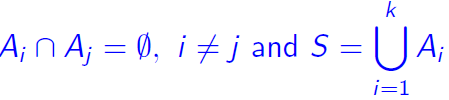 A_i ∩ A_j = ∅, i ≠ j and S = ⋃_{i=1}^{k} A_i